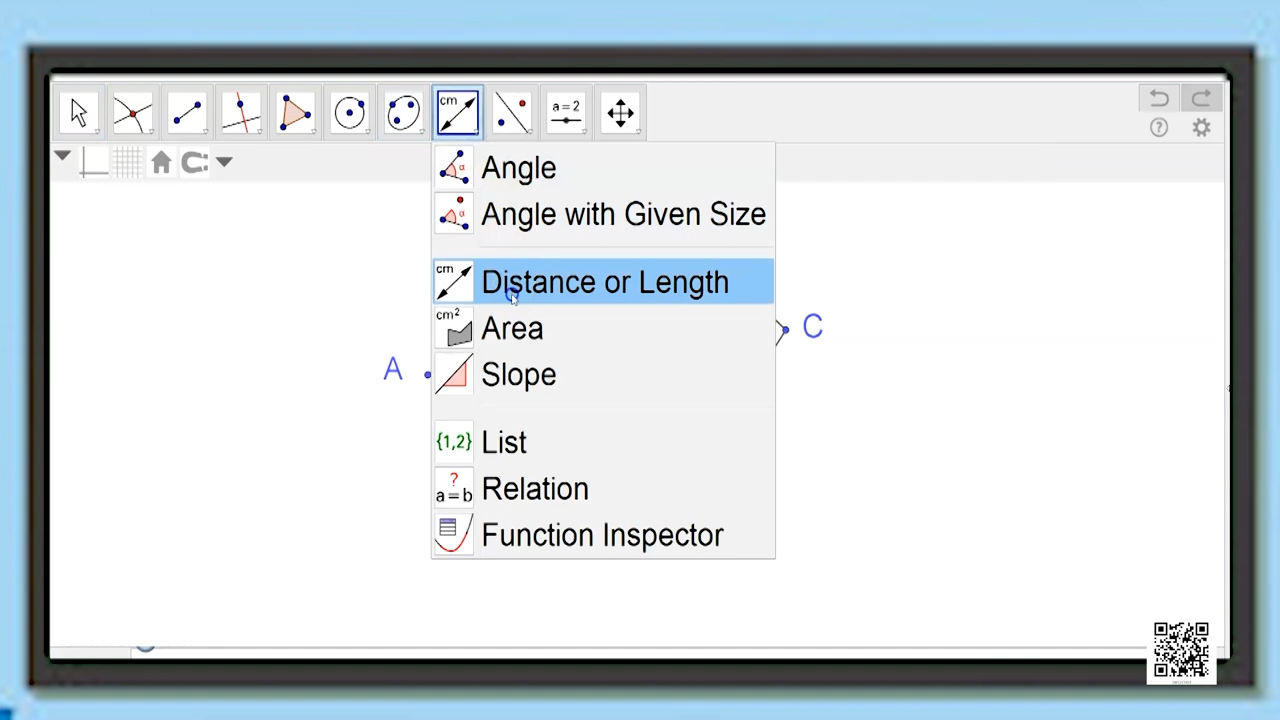 cm
a = 2
Angle
α
Angle with Given Size
α
cm
Distance or Length
cm²
Area
C
A
Slope
{1,2}
List
?
a = b
Relation
Function Inspector